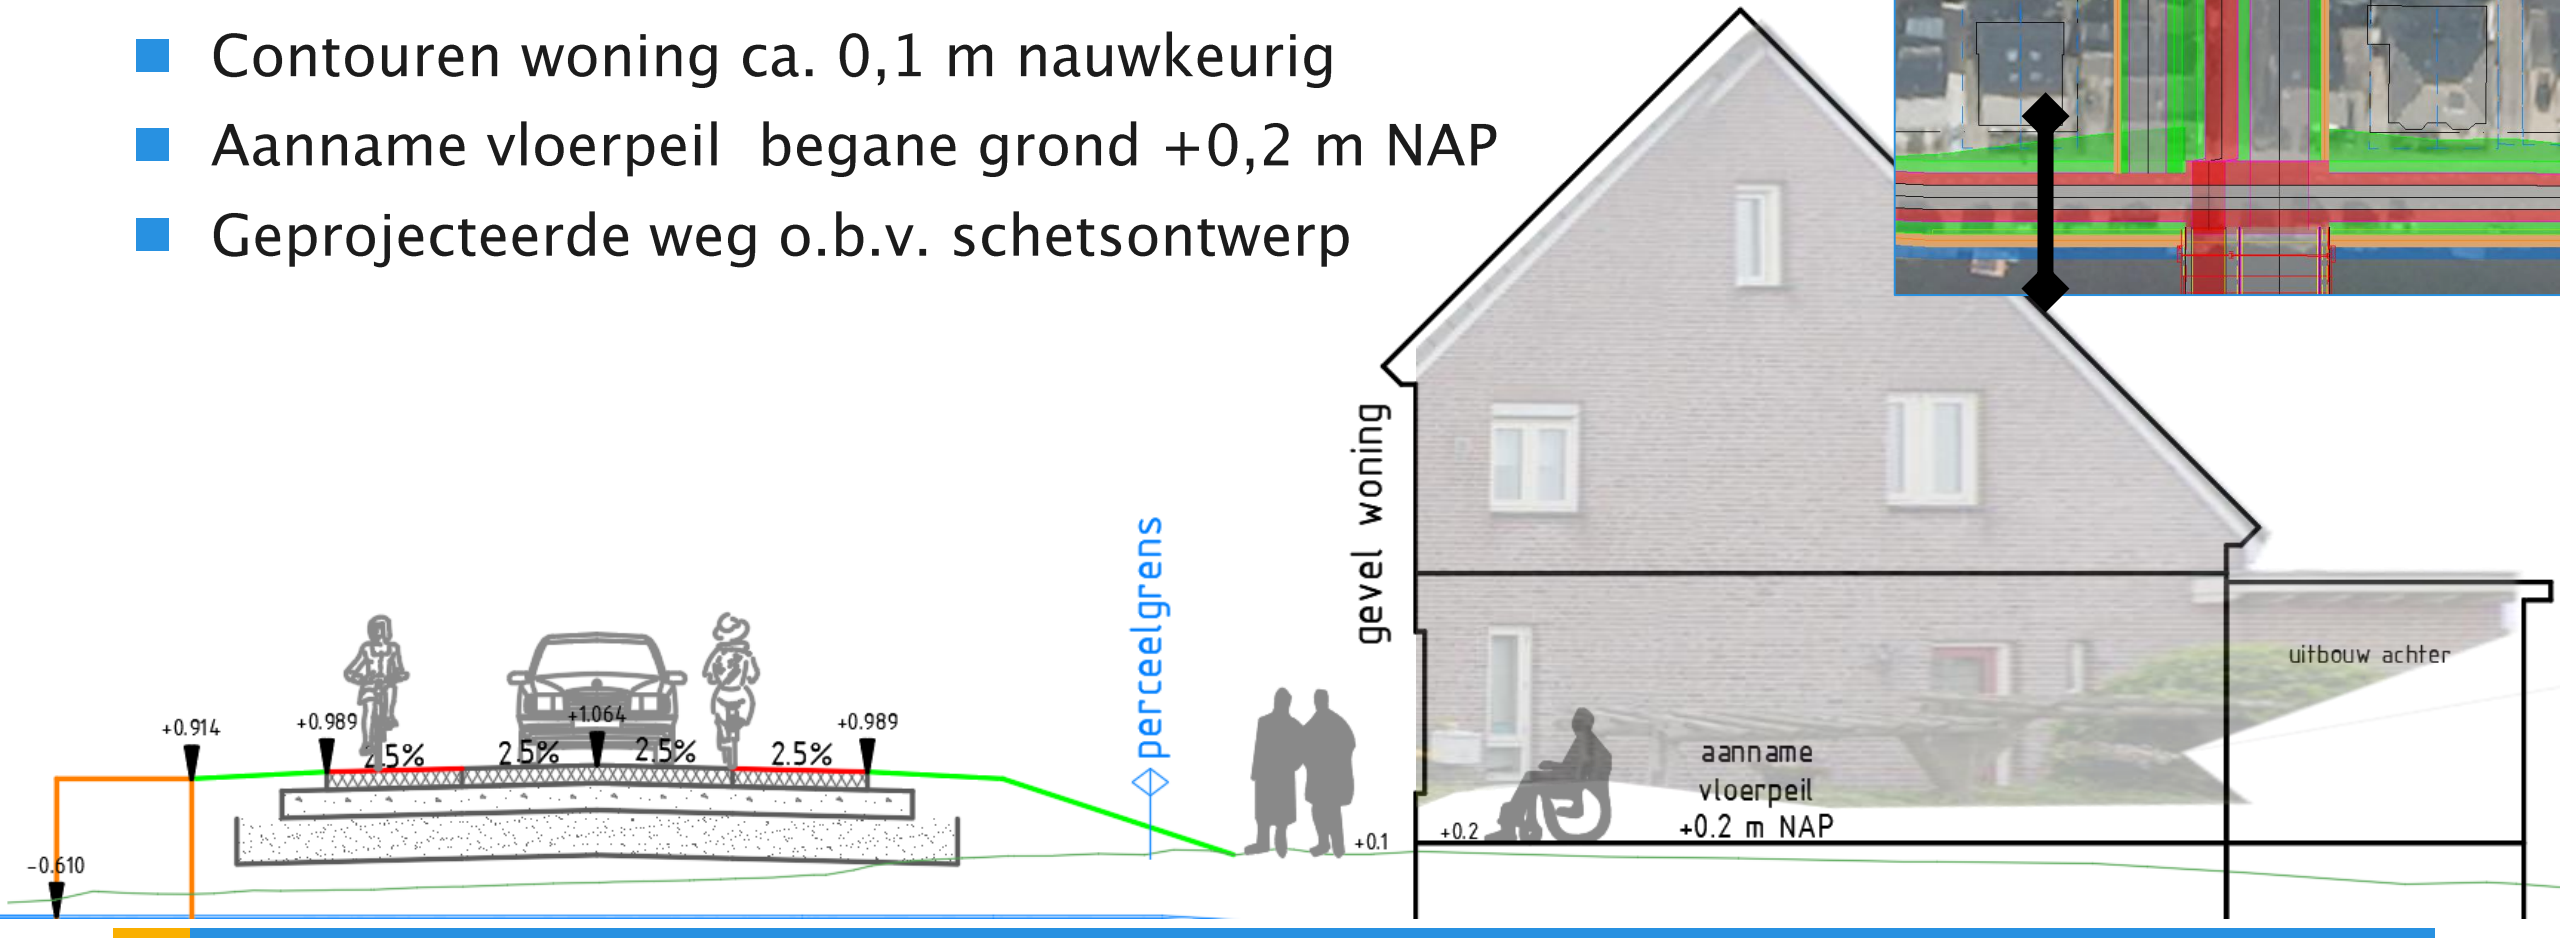 Contouren woning ca. 0,1 m nauwkeurig
Aanname vloerpeil begane grond +0,2 m NAP
Geprojecteerde weg o.b.v. schetsontwerp
gevel woning
perceelgrens
uitbouw achter
+0.914
+0.989
+1.064
+0.989
2.5%
2.5%
2.5%
2.5%
aanname
vloerpeil
+0.2 m NAP
+0.2
+0.1
-0.610